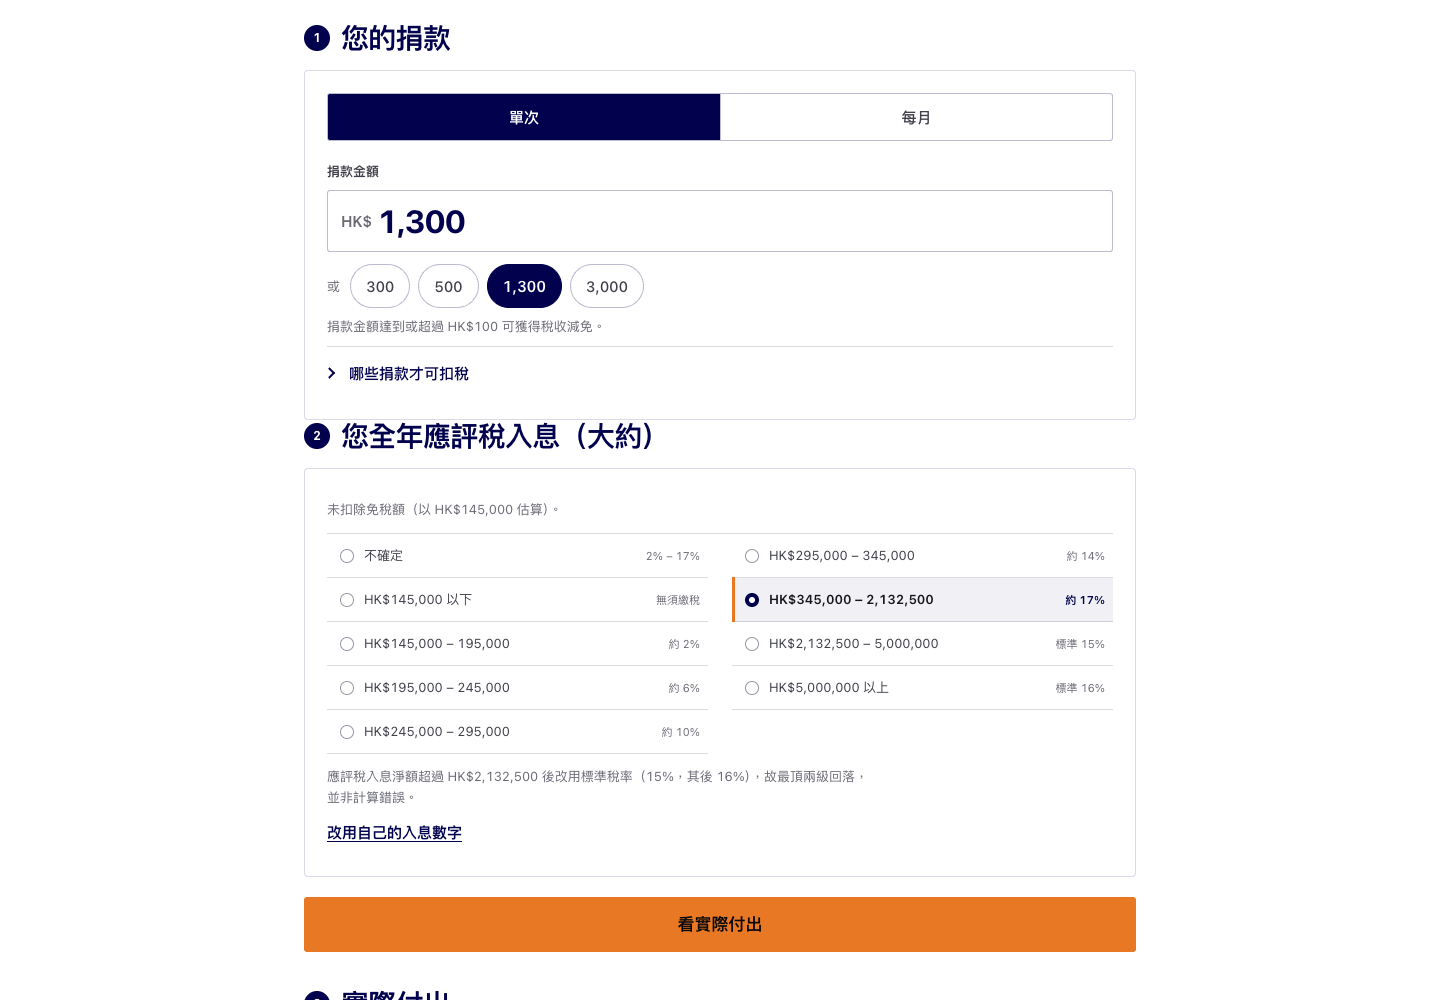 1 您的捐款
單次
每月
捐款金額
HK$ 1,300
或 300 500 1,300 3,000
捐款金額達到或超過 HK$100 可獲得稅收減免。
哪些捐款才可扣稅
2 您全年應評稅入息（大約）
未扣除免稅額（以 HK$145,000 估算）。
不確定 2% – 17%
HK$145,000 以下 無須繳稅
HK$145,000 – 195,000 約 2%
HK$195,000 – 245,000 約 6%
HK$245,000 – 295,000 約 10%
HK$295,000 – 345,000 約 14%
HK$345,000 – 2,132,500 約 17%
HK$2,132,500 – 5,000,000 標準 15%
HK$5,000,000 以上 標準 16%
應評稅入息淨額超過 HK$2,132,500 後改用標準稅率（15%，其後 16%），故最頂兩級回落，
並非計算錯誤。
改用自己的入息數字
看實際付出
實際付出